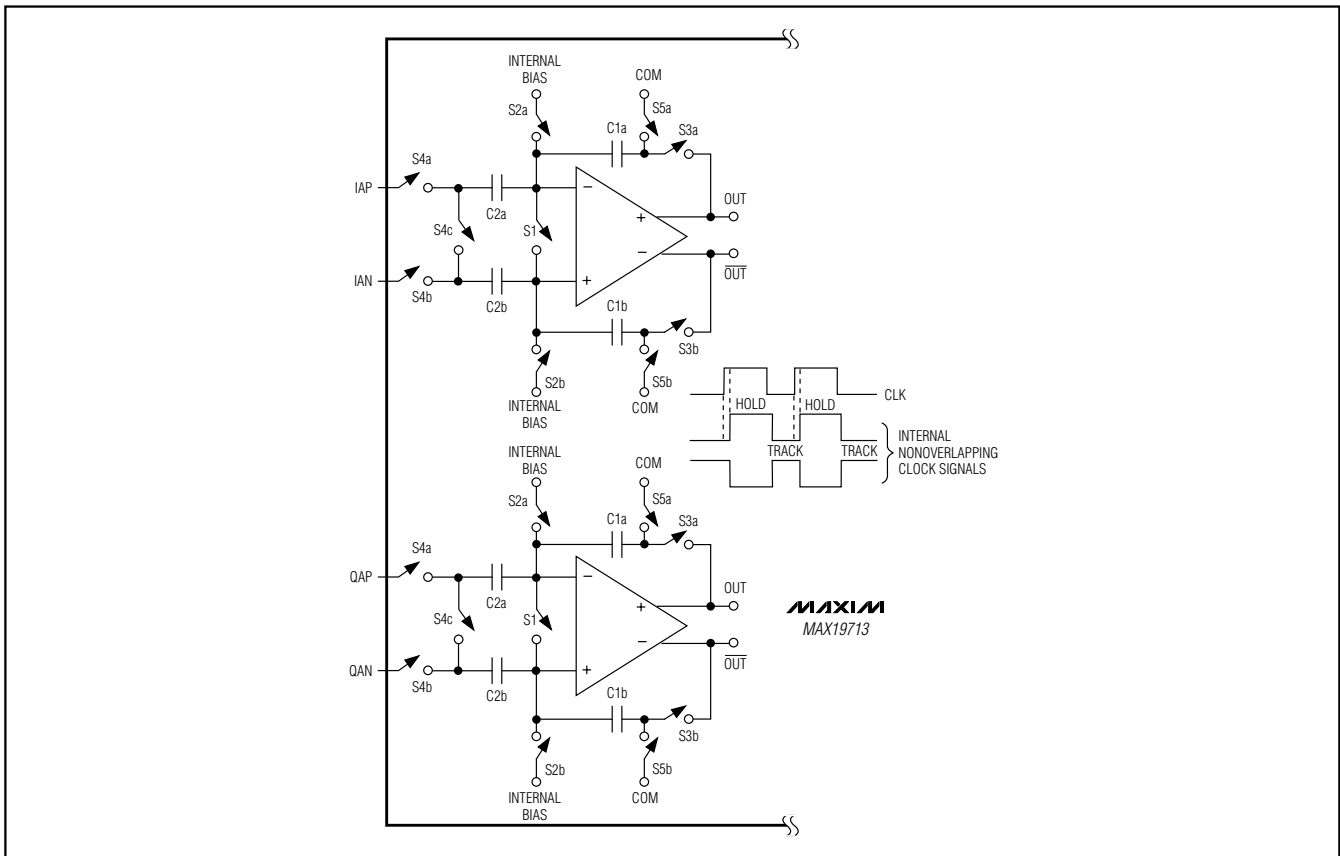 INTERNAL
BIAS
COM
S2a
S5a
C1a
S3a
S4a
IAP
C2a
−
OUT
+
S4c
S1
−
OUT
IAN
+
S4b
C2b
C1b
S3b
S2b
S5b
INTERNAL
BIAS
COM
CLK
HOLD
HOLD
TRACK
TRACK
INTERNAL
NONOVERLAPPING
CLOCK SIGNALS
INTERNAL
BIAS
COM
S2a
S5a
C1a
S3a
S4a
QAP
C2a
−
OUT
+
S4c
S1
−
OUT
QAN
+
S4b
C2b
C1b
S3b
S2b
S5b
INTERNAL
BIAS
COM
MAXIM
MAX19713